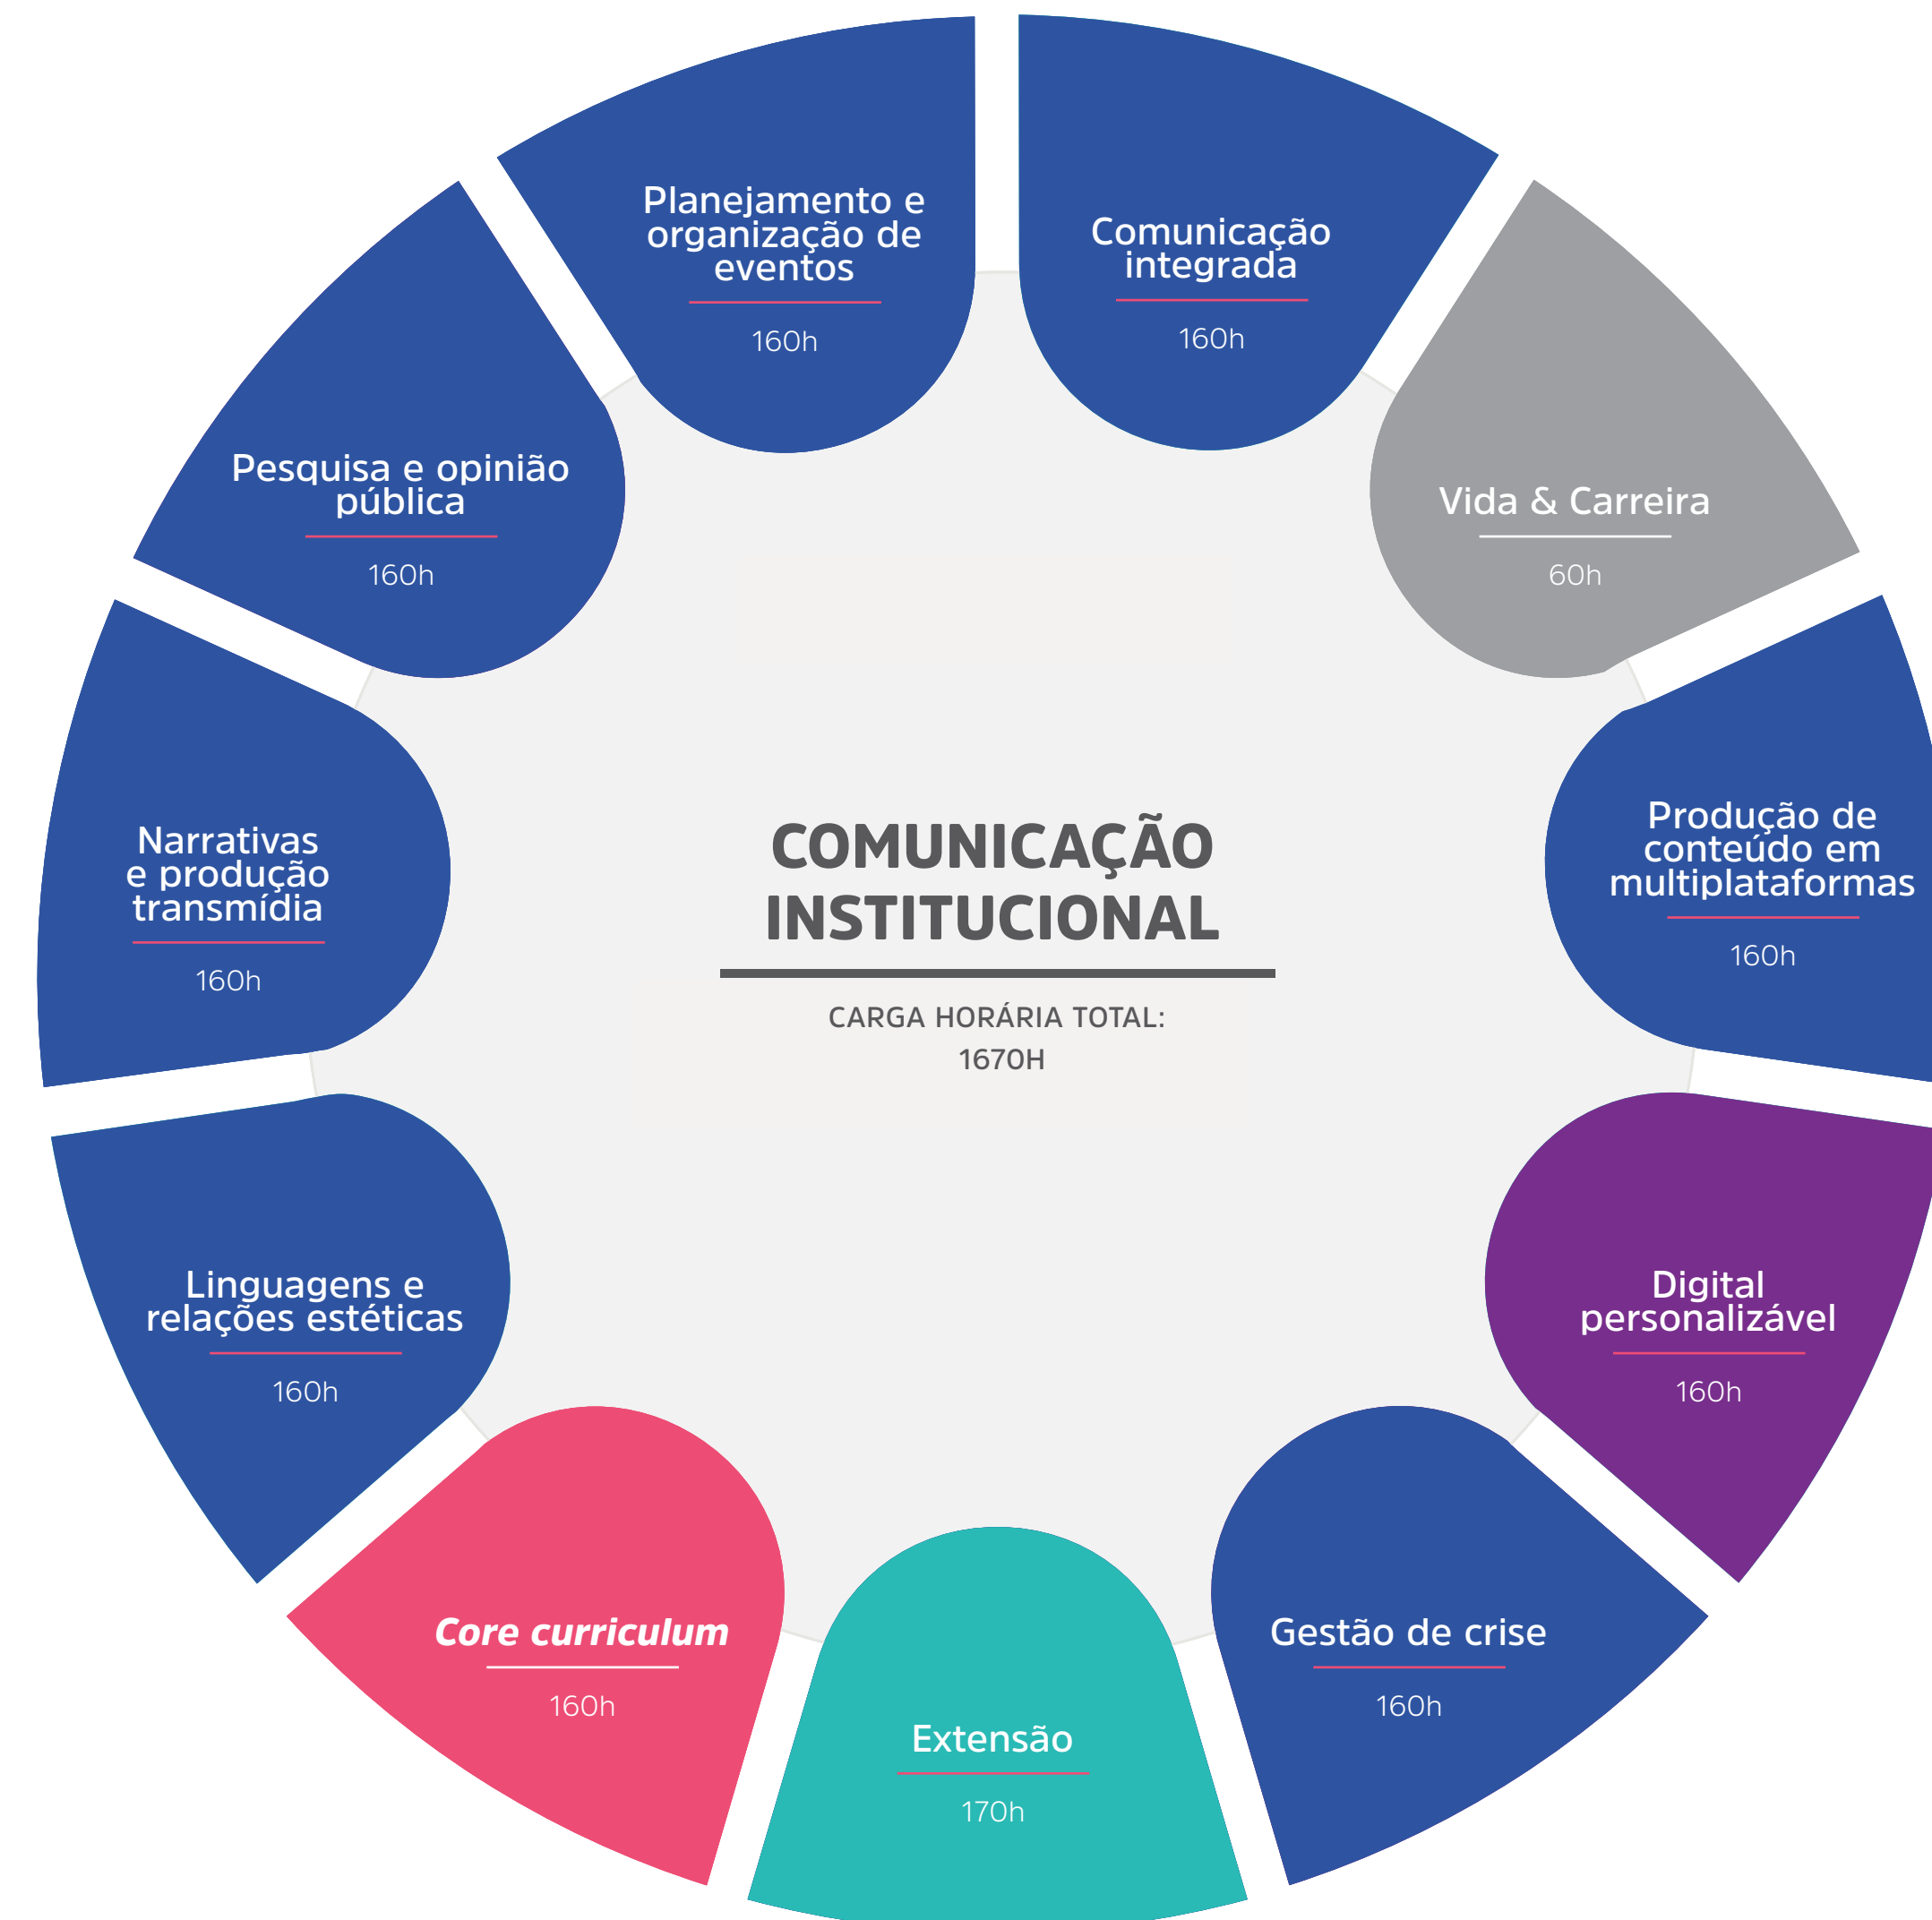 Planejamento e
organização de
eventos
160h
Comunicação
integrada
160h
Vida & Carreira
60h
Produção de
conteúdo em
multiplataformas
160h
Digital
personalizável
160h
Gestão de crise
160h
Extensão
170h
Core curriculum
160h
Linguagens e
relações estéticas
160h
Narrativas
e produção
transmídia
160h
Pesquisa e opinião
pública
160h
COMUNICAÇÃO
INSTITUCIONAL
CARGA HORÁRIA TOTAL:
1670H